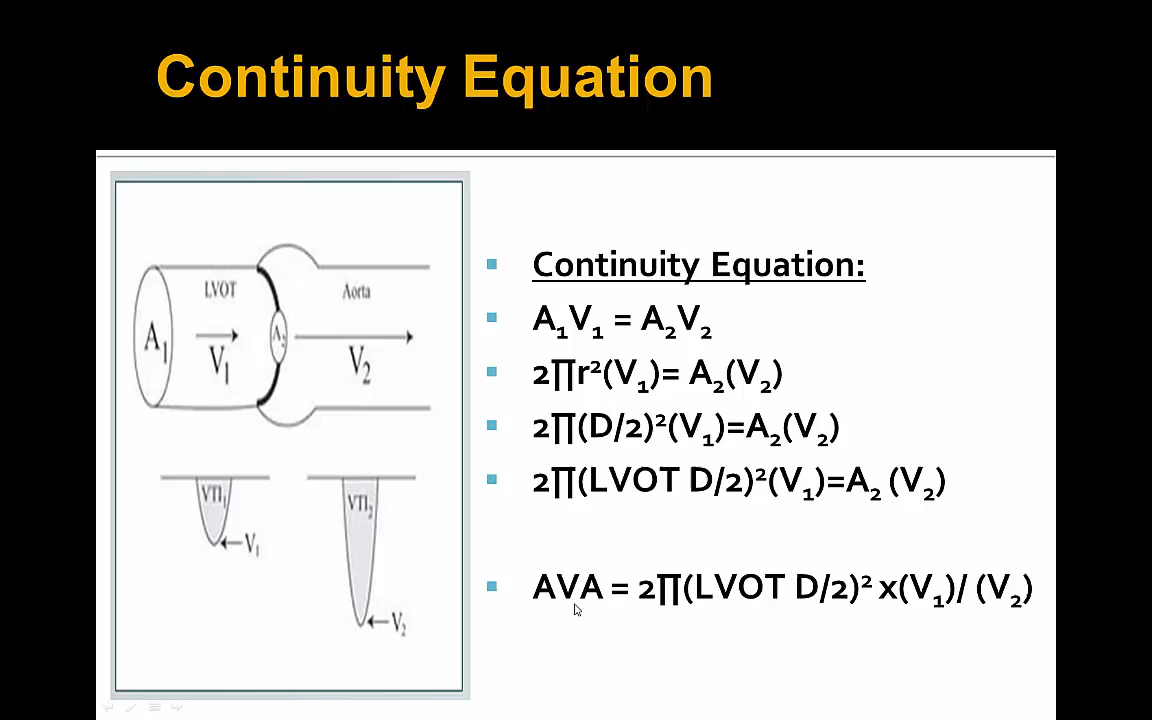 Continuity Equation
LVOT
Aorta
A₁
V₁
A₂
V₂
VTI₁
VTI₂
V₁
V₂
▪ Continuity Equation:
▪ A₁V₁ = A₂V₂
▪ 2∏r²(V₁)= A₂(V₂)
▪ 2∏(D/2)²(V₁)=A₂(V₂)
▪ 2∏(LVOT D/2)²(V₁)=A₂ (V₂)
▪ AVA = 2∏(LVOT D/2)² x(V₁)/ (V₂)